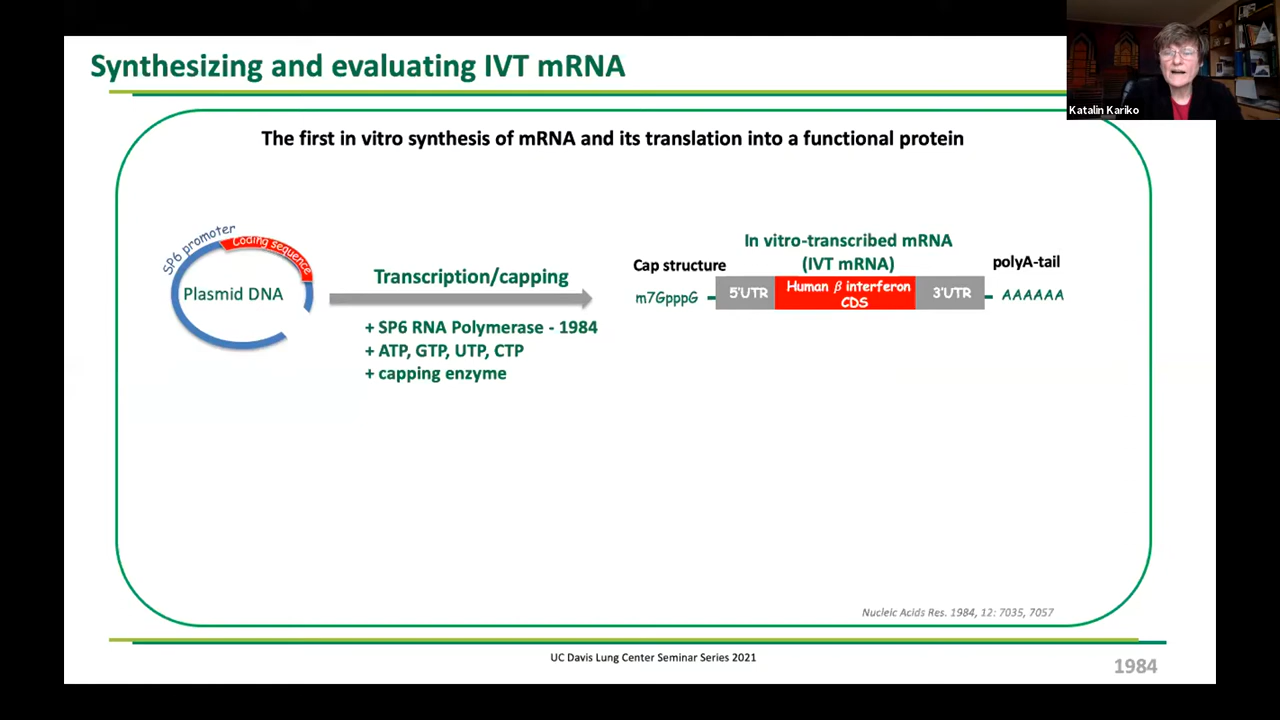 Synthesizing and evaluating IVT mRNA
Katalin Kariko
The first in vitro synthesis of mRNA and its translation into a functional protein
SP6 promoter
Coding sequence
Plasmid DNA
Transcription/capping
+ SP6 RNA Polymerase - 1984
+ ATP, GTP, UTP, CTP
+ capping enzyme
In vitro-transcribed mRNA
(IVT mRNA)
Cap structure
polyA-tail
m7GpppG
5'UTR
Human β interferon
CDS
3'UTR
AAAAAA
Nucleic Acids Res. 1984, 12: 7035, 7057
UC Davis Lung Center Seminar Series 2021
1984